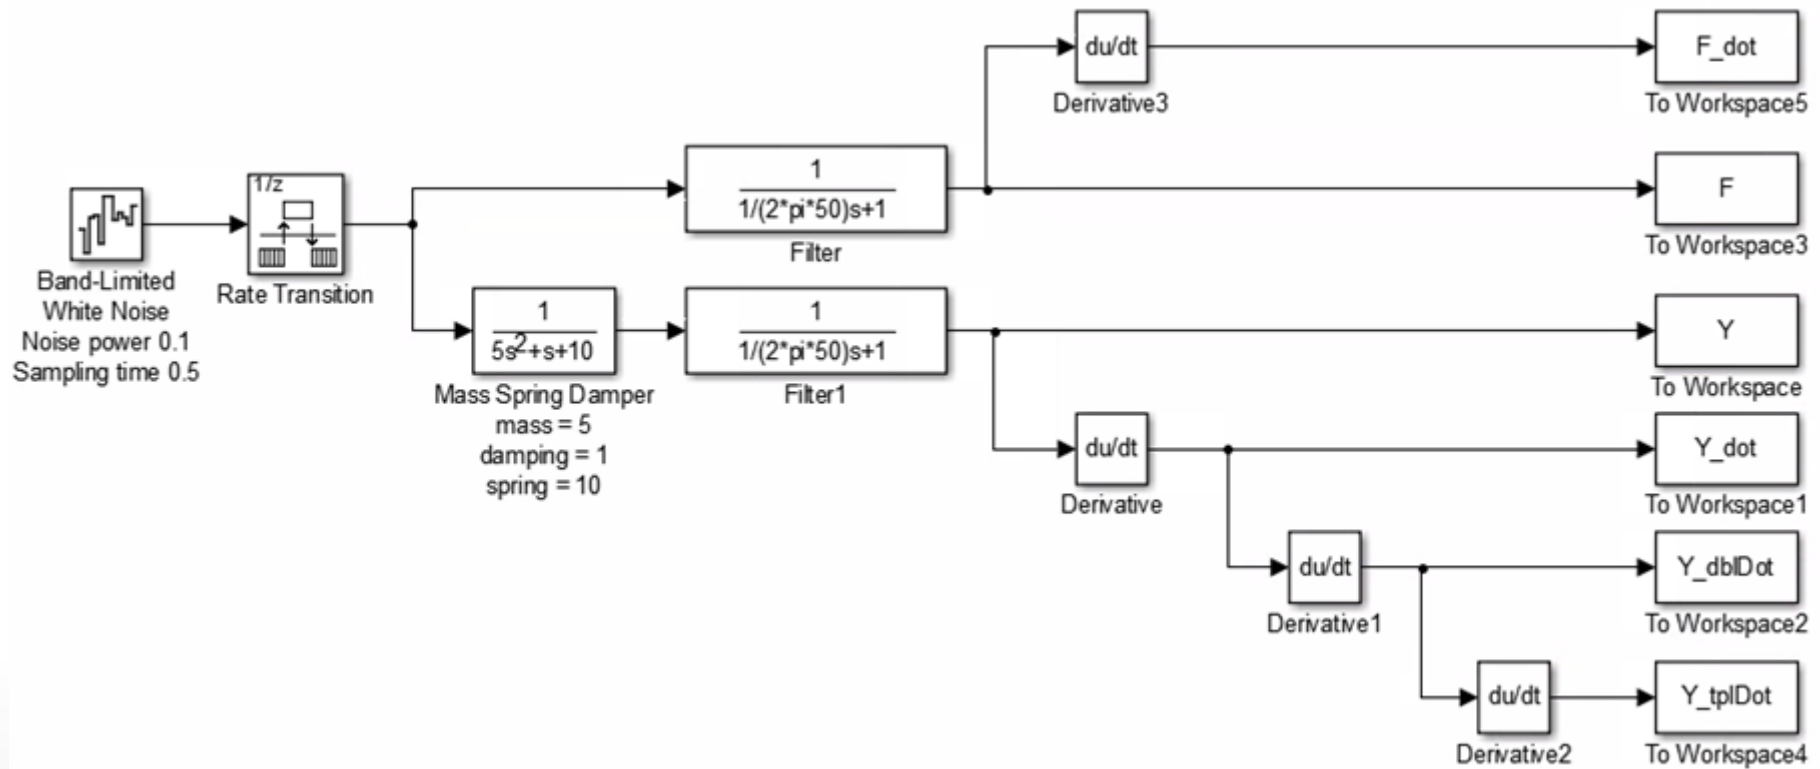 du/dt
Derivative3
F_dot
To Workspace5
1/z
Band-Limited
White Noise
Noise power 0.1
Sampling time 0.5
Rate Transition
1
1/(2*pi*50)s+1
Filter
F
To Workspace3
1
5s2+s+10
Mass Spring Damper
mass = 5
damping = 1
spring = 10
1
1/(2*pi*50)s+1
Filter1
Y
To Workspace
du/dt
Derivative
Y_dot
To Workspace1
du/dt
Derivative1
Y_dblDot
To Workspace2
du/dt
Derivative2
Y_tplDot
To Workspace4